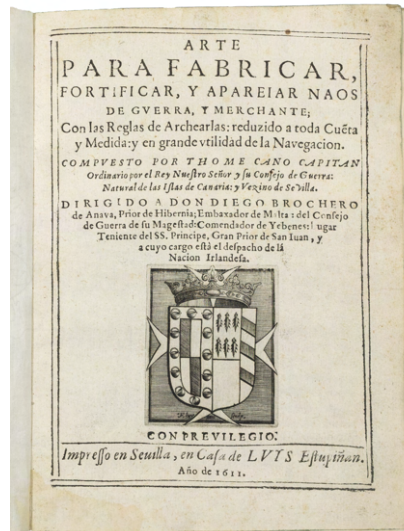 ARTE
PARA FABRICAR,
FORTIFICAR, Y APAREIAR NAOS
DE GVERRA, Y MERCHANTE;
Con las Reglas de Archearlas: reduzido a toda Cuẽta
y Medida: y en grande vtilidad de la Navegacion.
COMPVESTO POR THOME CANO CAPITAN
Ordinario por el Rey Nuestro Señor y su Consejo de Guerra:
Natural de las Islas de Canaria: y Vezino de Sevilla.
DIRIGIDO A DON DIEGO BROCHERO
de Anava, Prior de Hibernia; Embaxador de Malta: del Consejo
de Guerra de su Magestad: Comendador de Yebenes: Lugar
Teniente del SS. Principe, Gran Prior de San Iuan, y
a cuyo cargo està el despacho de la
Nacion Irlandesa.
CON PREVILEGIO.
Impresso en Seuilla, en Casa de LVYS Estupiñan.
Año de 1611.